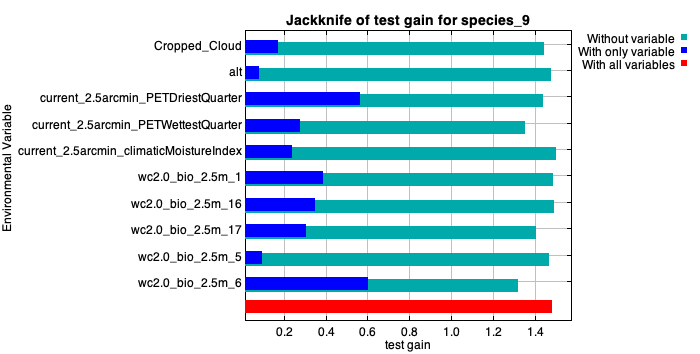 Jackknife of test gain for species_9
Without variable
With only variable
With all variables
Environmental Variable
Cropped_Cloud
alt
current_2.5arcmin_PETDriestQuarter
current_2.5arcmin_PETWettestQuarter
current_2.5arcmin_climaticMoistureIndex
wc2.0_bio_2.5m_1
wc2.0_bio_2.5m_16
wc2.0_bio_2.5m_17
wc2.0_bio_2.5m_5
wc2.0_bio_2.5m_6
0.2 0.4 0.6 0.8 1.0 1.2 1.4
test gain